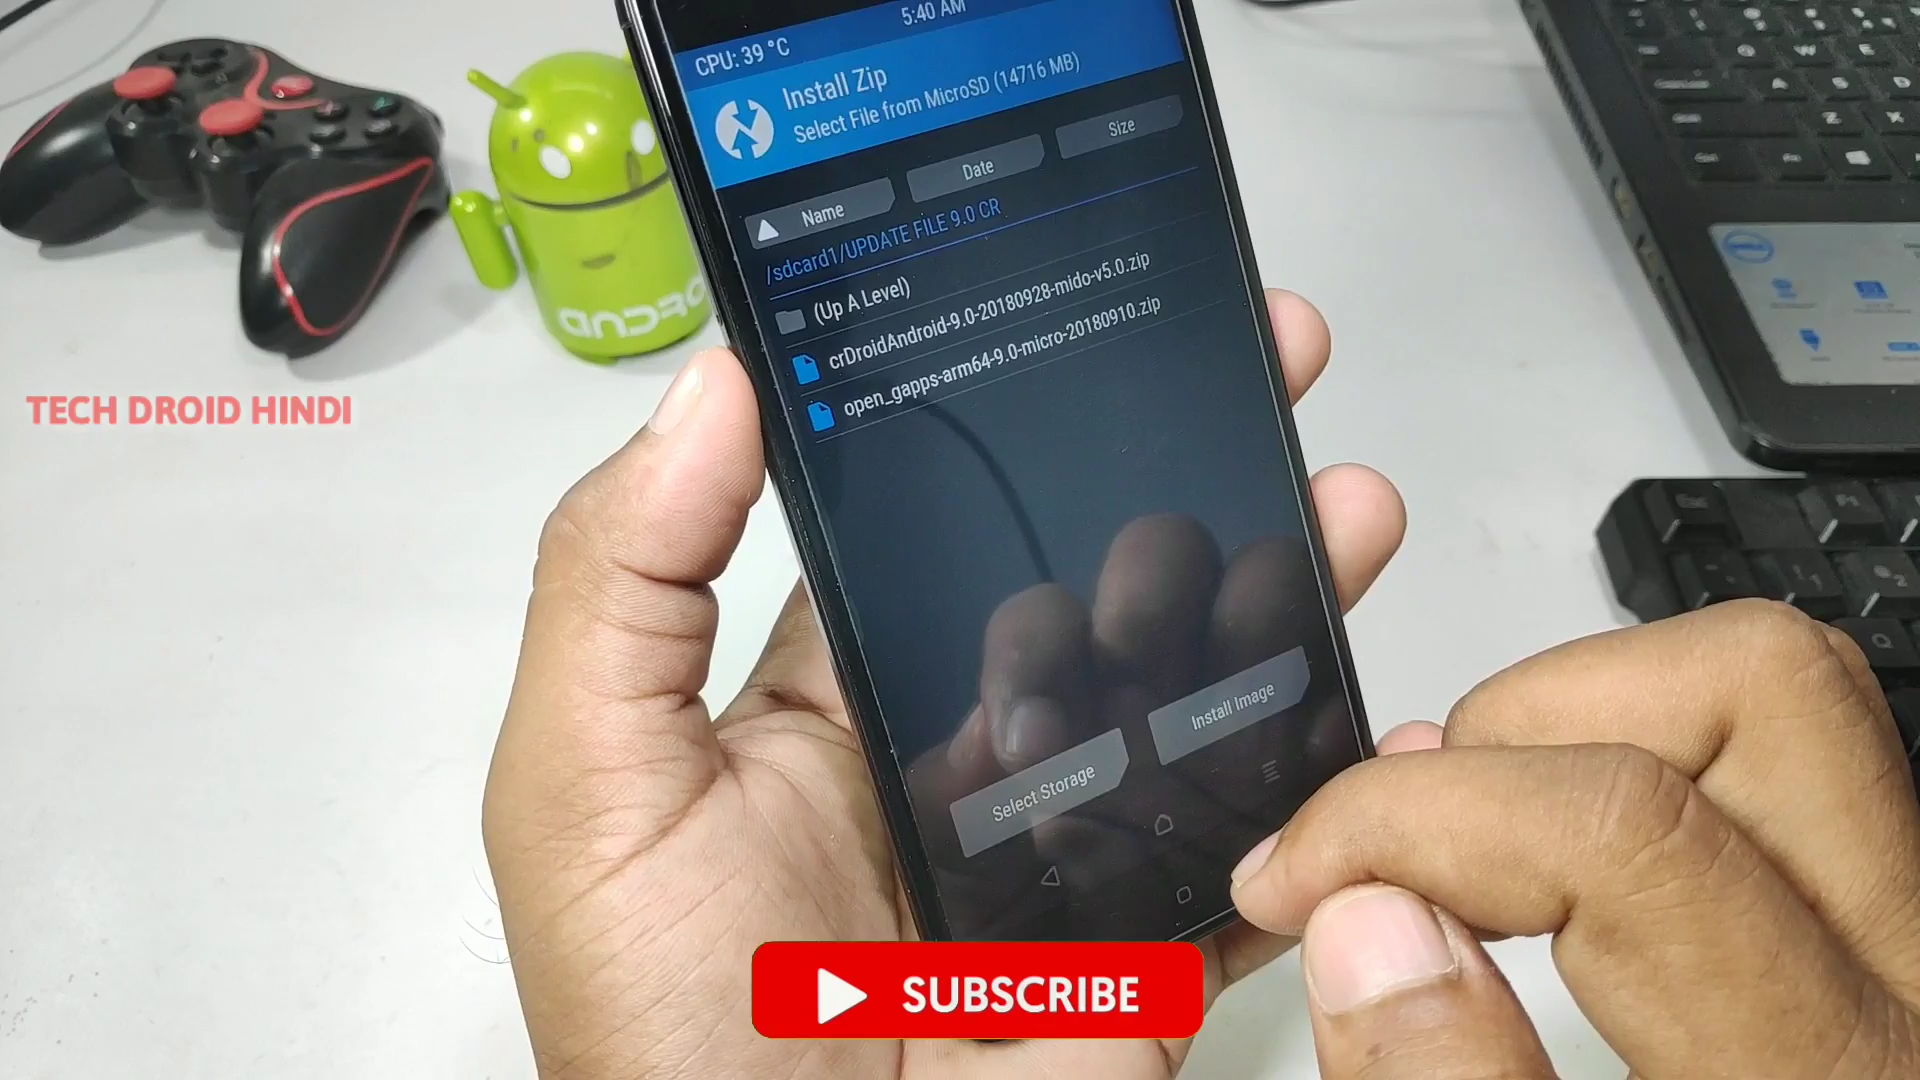 5:40 AM
CPU: 39 °C
Install Zip
Select File from MicroSD (14716 MB)
Name
Date
Size
/sdcard1/UPDATE FILE 9.0 CR
(Up A Level)
crDroidAndroid-9.0-20180928-mido-v5.0.zip
open_gapps-arm64-9.0-micro-20180910.zip
Select Storage
Install Image
TECH DROID HINDI
SUBSCRIBE
DELL
W
E
A
S
D
Z
X
Q